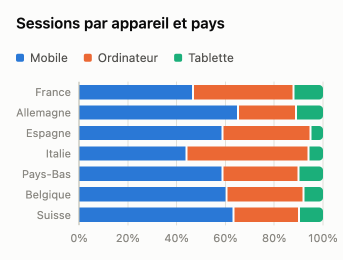 Sessions par appareil et pays
Mobile Ordinateur Tablette
France
Allemagne
Espagne
Italie
Pays-Bas
Belgique
Suisse
0% 20% 40% 60% 80% 100%